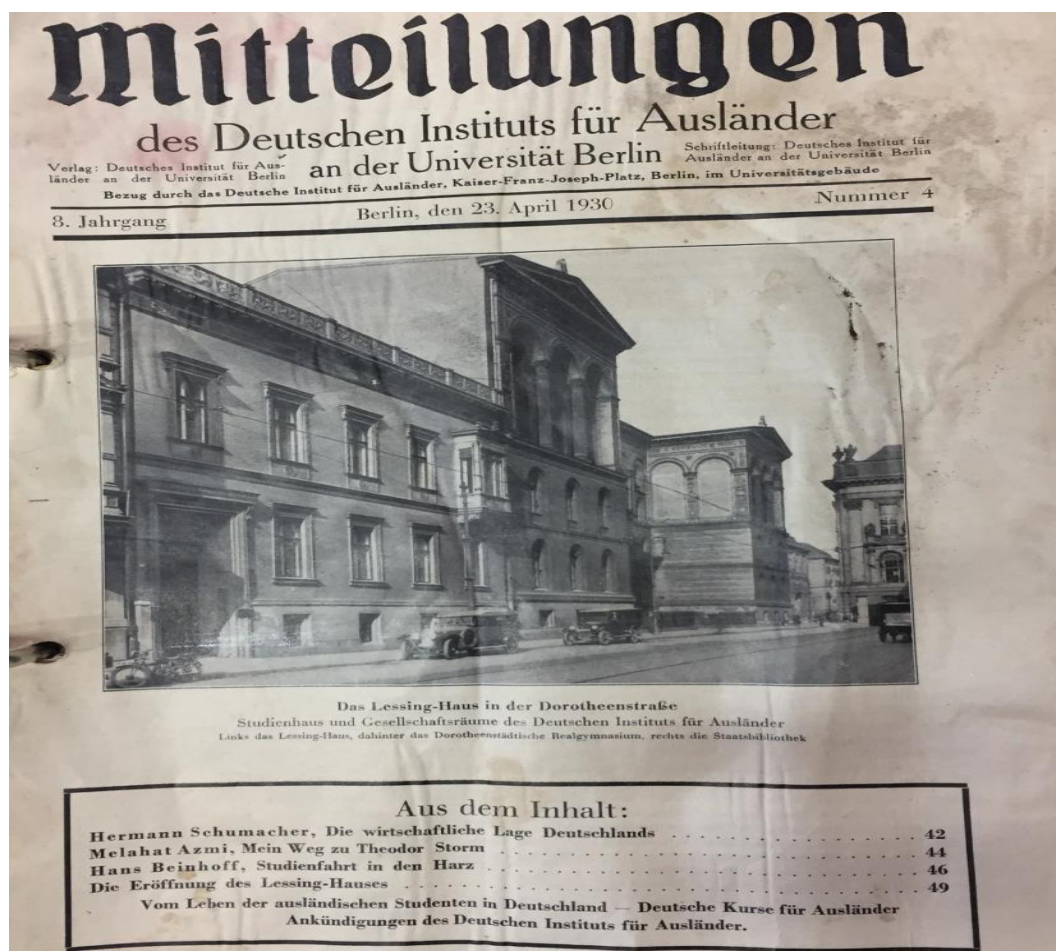 Mitteilungen
des Deutschen Instituts für Ausländer
an der Universität Berlin
Verlag: Deutsches Institut für Aus-
länder an der Universität Berlin
Schriftleitung: Deutsches Institut für
Ausländer an der Universität Berlin
Bezug durch das Deutsche Institut für Ausländer, Kaiser-Franz-Joseph-Platz, Berlin, im Universitätsgebäude
8. Jahrgang Berlin, den 23. April 1930 Nummer 4
Das Lessing-Haus in der Dorotheenstraße
Studienhaus und Gesellschaftsräume des Deutschen Instituts für Ausländer
Links das Lessing-Haus, dahinter das Dorotheenstädtische Realgymnasium, rechts die Staatsbibliothek
Aus dem Inhalt:
Hermann Schumacher, Die wirtschaftliche Lage Deutschlands . . . . . . . . . . . . . . . . . 42
Melahat Azmi, Mein Weg zu Theodor Storm . . . . . . . . . . . . . . . . . . . . . . . . . . . 44
Hans Beinhoff, Studienfahrt in den Harz . . . . . . . . . . . . . . . . . . . . . . . . . . . . 46
Die Eröffnung des Lessing-Hauses . . . . . . . . . . . . . . . . . . . . . . . . . . . . . . . . 49
Vom Leben der ausländischen Studenten in Deutschland — Deutsche Kurse für Ausländer
Ankündigungen des Deutschen Instituts für Ausländer.